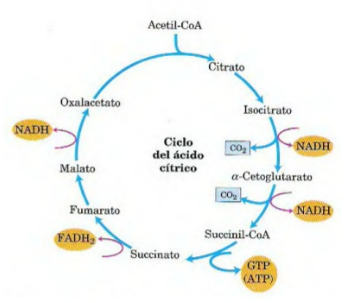 Acetil-CoA
Citrato
Isocitrato
CO₂
NADH
α-Cetoglutarato
CO₂
NADH
Succinil-CoA
GTP
(ATP)
Succinato
FADH₂
Fumarato
Malato
NADH
Oxalacetato
Ciclo
del ácido
cítrico